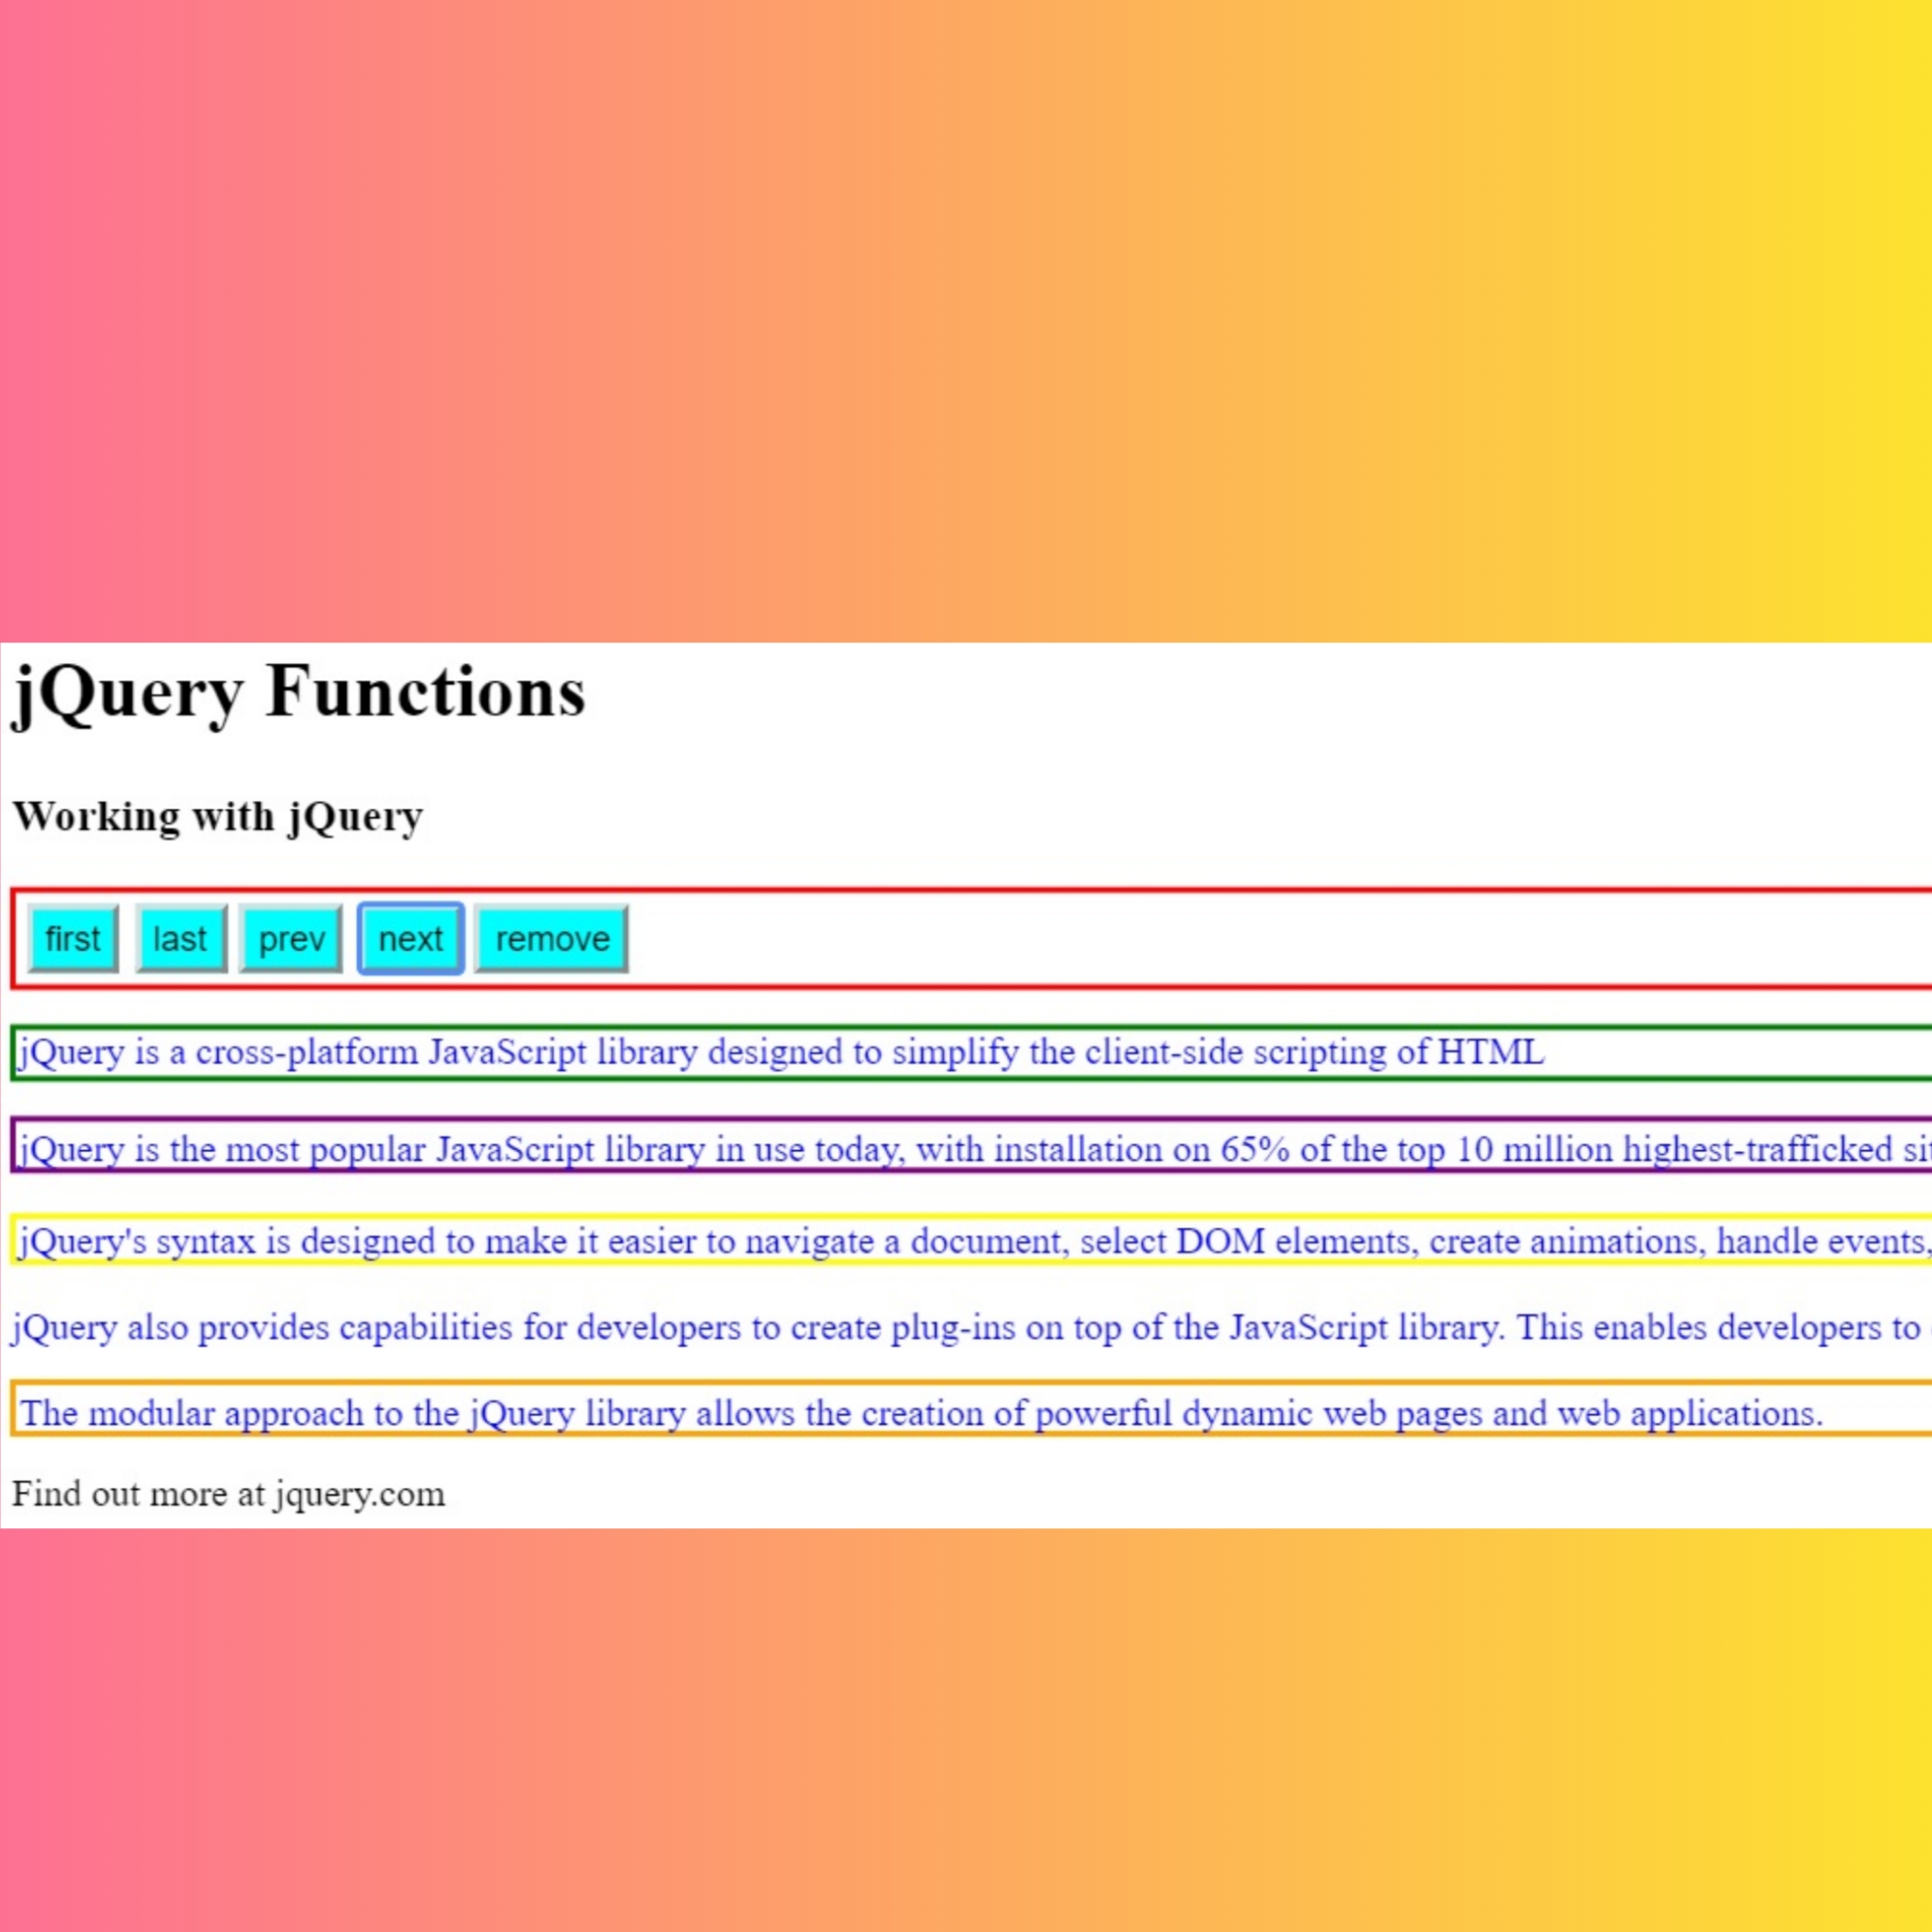 jQuery Functions
Working with jQuery
first last prev next remove
jQuery is a cross-platform JavaScript library designed to simplify the client-side scripting of HTML
jQuery is the most popular JavaScript library in use today, with installation on 65% of the top 10 million highest-trafficked
jQuery's syntax is designed to make it easier to navigate a document, select DOM elements, create animations, handle events,
jQuery also provides capabilities for developers to create plug-ins on top of the JavaScript library. This enables developers to
The modular approach to the jQuery library allows the creation of powerful dynamic web pages and web applications.
Find out more at jquery.com